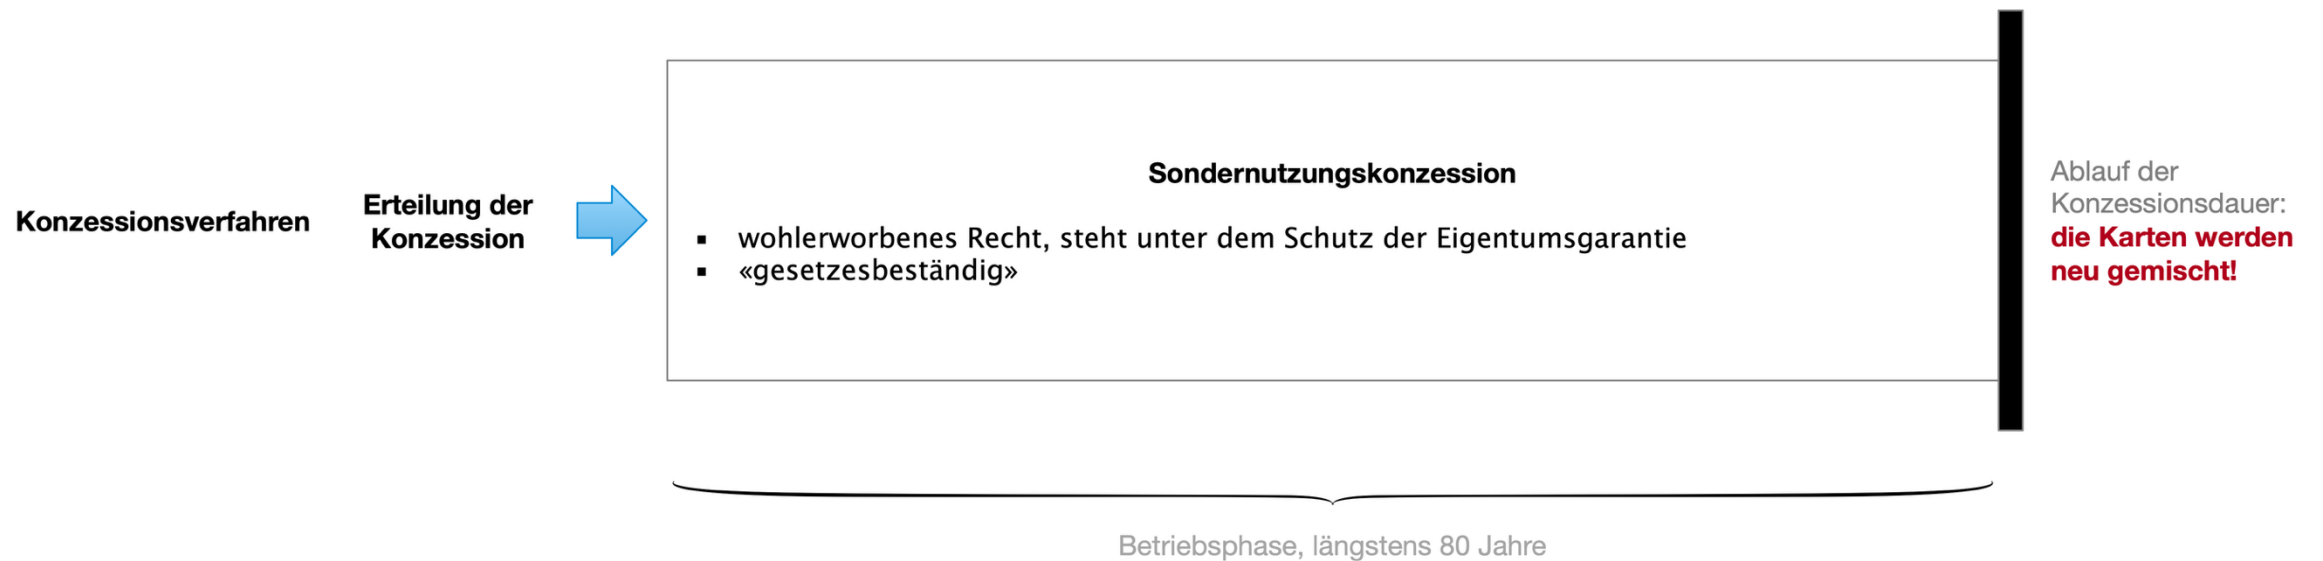 Konzessionsverfahren
Erteilung der
Konzession
Sondernutzungskonzession
▪ wohlerworbenes Recht, steht unter dem Schutz der Eigentumsgarantie
▪ «gesetzesbeständig»
Ablauf der
Konzessionsdauer:
die Karten werden
neu gemischt!
Betriebsphase, längstens 80 Jahre